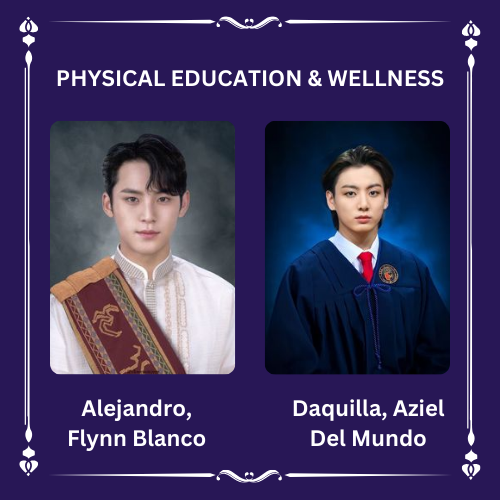 PHYSICAL EDUCATION & WELLNESS
Alejandro,
Flynn Blanco
Daquilla, Aziel
Del Mundo